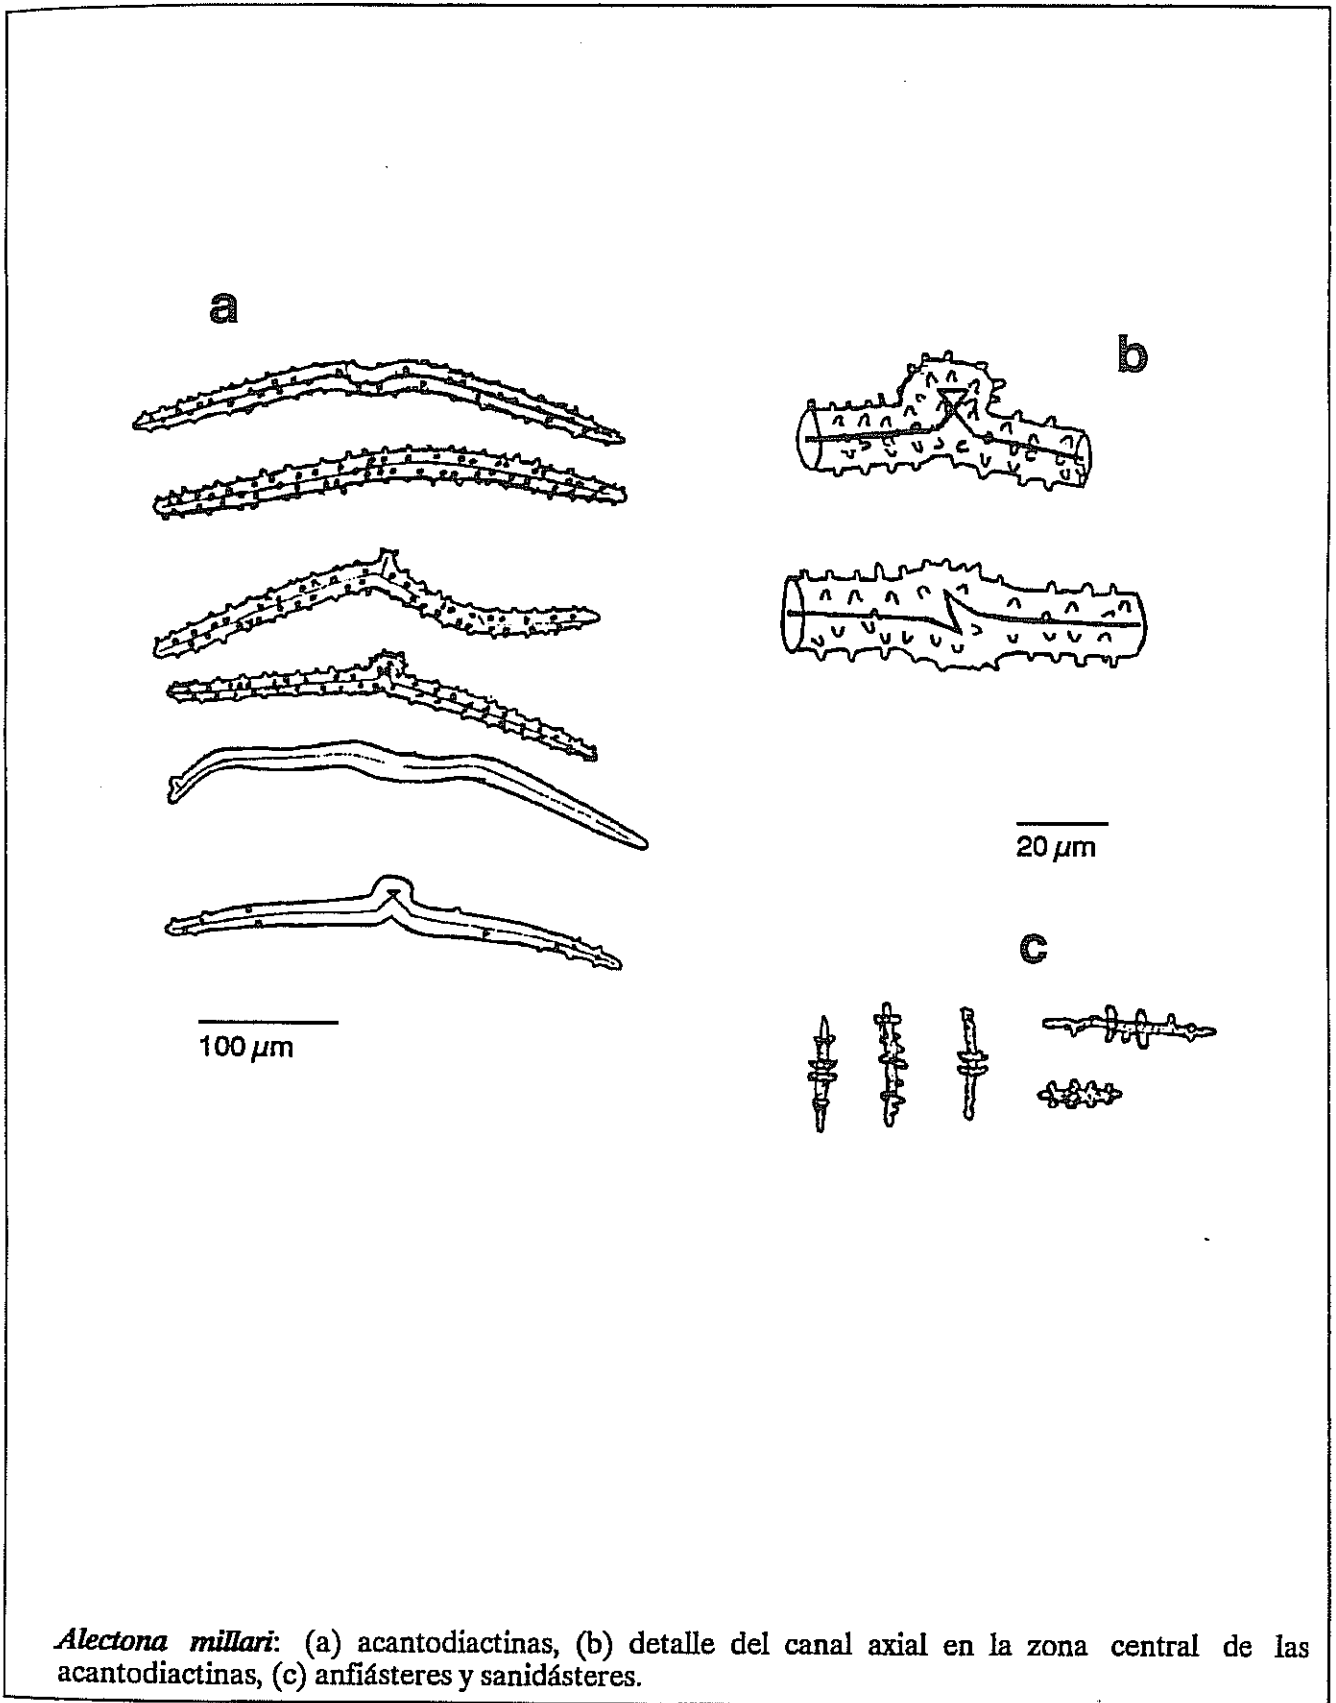 a
b
20 µm
c
100 µm
Alectona millari: (a) acantodiactinas, (b) detalle del canal axial en la zona central de las
acantodiactinas, (c) anfiásteres y sanidásteres.